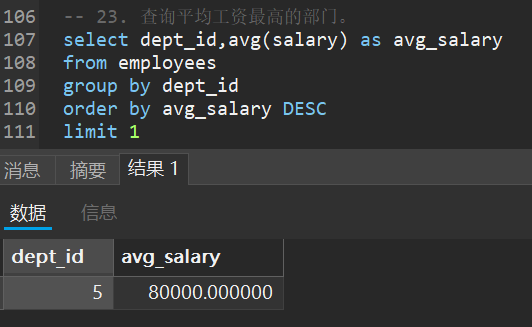 106 -- 23. 查询平均工资最高的部门。
107 select dept_id,avg(salary) as avg_salary
108 from employees
109 group by dept_id
110 order by avg_salary DESC
111 limit 1
消息 摘要 结果 1
数据 信息
dept_id avg_salary
5 80000.000000